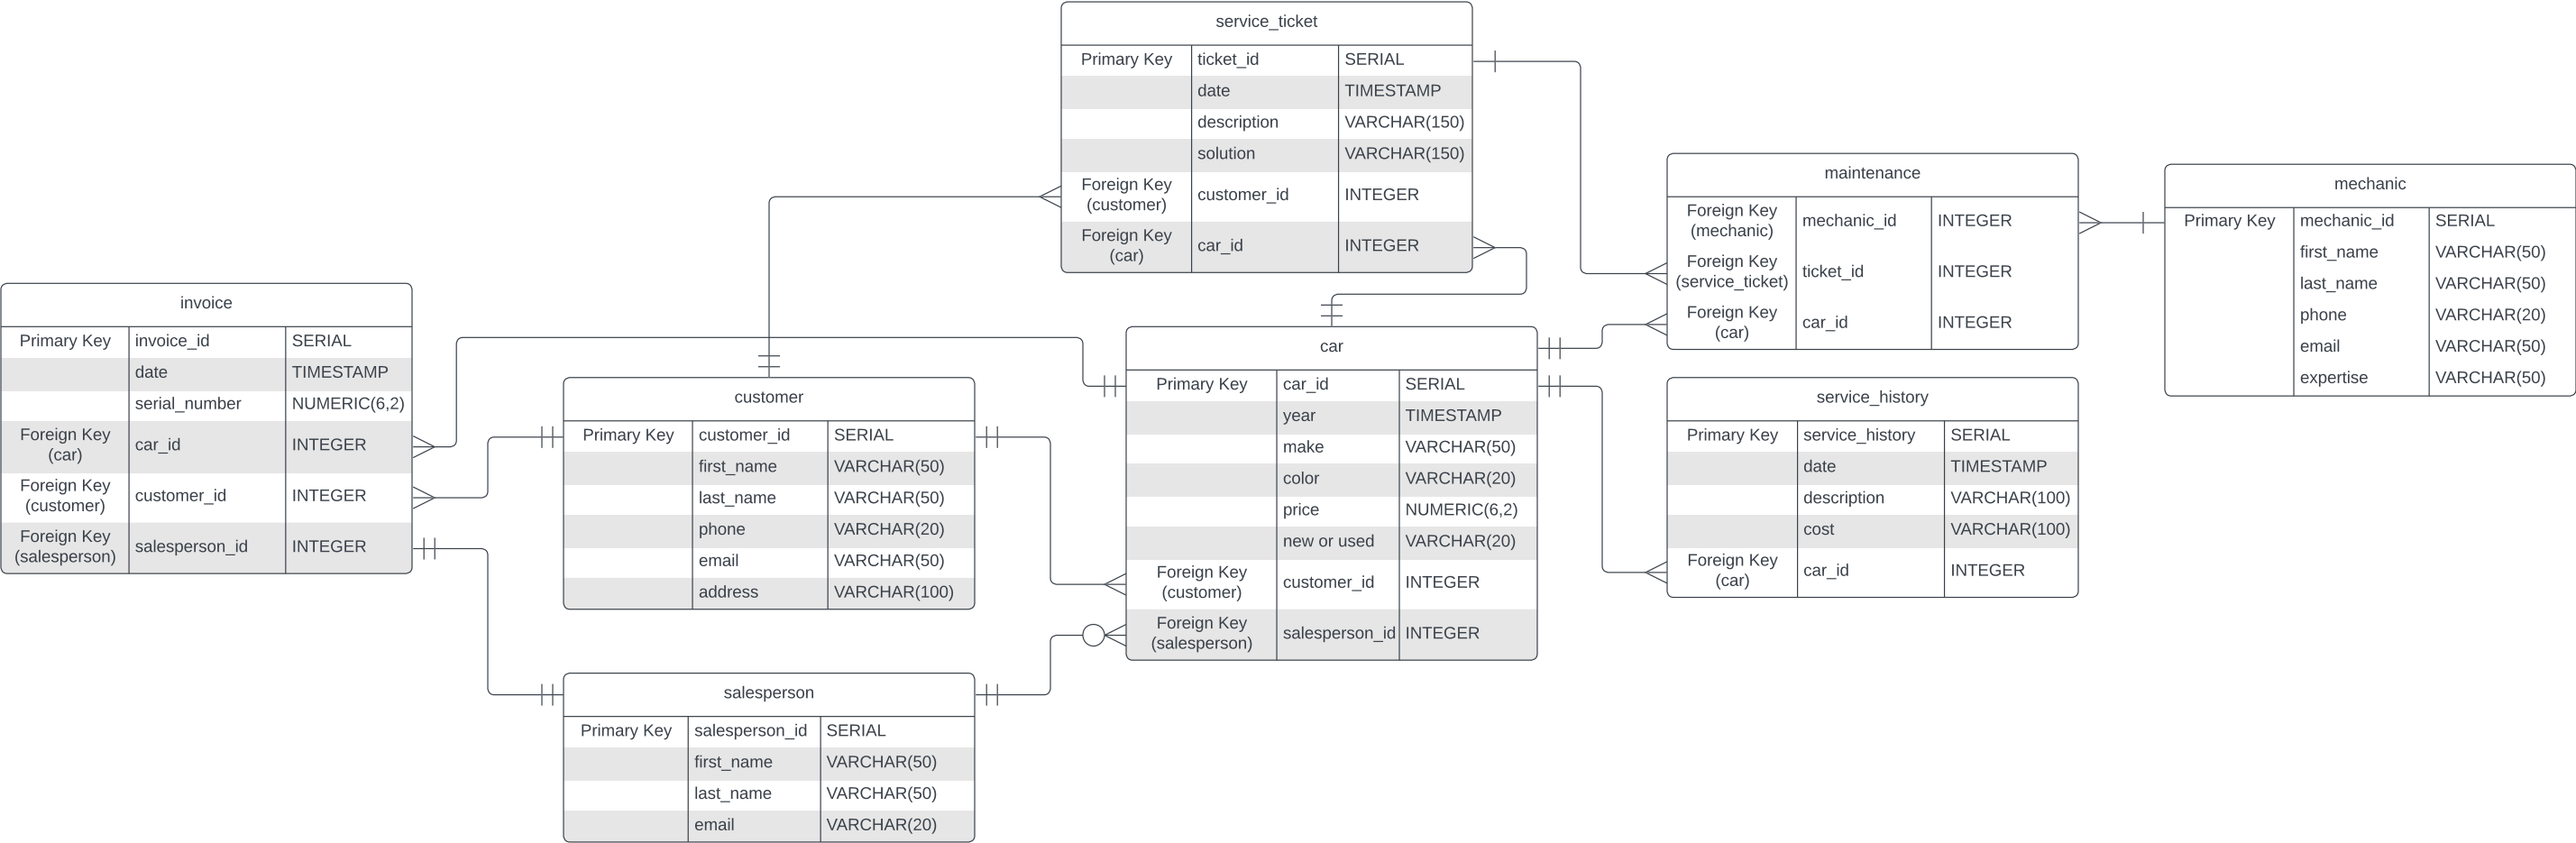 service_ticket
Primary Key ticket_id SERIAL
date TIMESTAMP
description VARCHAR(150)
solution VARCHAR(150)
Foreign Key
(customer) customer_id INTEGER
Foreign Key
(car) car_id INTEGER
maintenance
Foreign Key
(mechanic) mechanic_id INTEGER
Foreign Key
(service_ticket) ticket_id INTEGER
Foreign Key
(car) car_id INTEGER
mechanic
Primary Key mechanic_id SERIAL
first_name VARCHAR(50)
last_name VARCHAR(50)
phone VARCHAR(20)
email VARCHAR(50)
expertise VARCHAR(50)
invoice
Primary Key invoice_id SERIAL
date TIMESTAMP
serial_number NUMERIC(6,2)
Foreign Key
(car) car_id INTEGER
Foreign Key
(customer) customer_id INTEGER
Foreign Key
(salesperson) salesperson_id INTEGER
customer
Primary Key customer_id SERIAL
first_name VARCHAR(50)
last_name VARCHAR(50)
phone VARCHAR(20)
email VARCHAR(50)
address VARCHAR(100)
car
Primary Key car_id SERIAL
year TIMESTAMP
make VARCHAR(50)
color VARCHAR(20)
price NUMERIC(6,2)
new or used VARCHAR(20)
Foreign Key
(customer) customer_id INTEGER
Foreign Key
(salesperson) salesperson_id INTEGER
service_history
Primary Key service_history SERIAL
date TIMESTAMP
description VARCHAR(100)
cost VARCHAR(100)
Foreign Key
(car) car_id INTEGER
salesperson
Primary Key salesperson_id SERIAL
first_name VARCHAR(50)
last_name VARCHAR(50)
email VARCHAR(20)